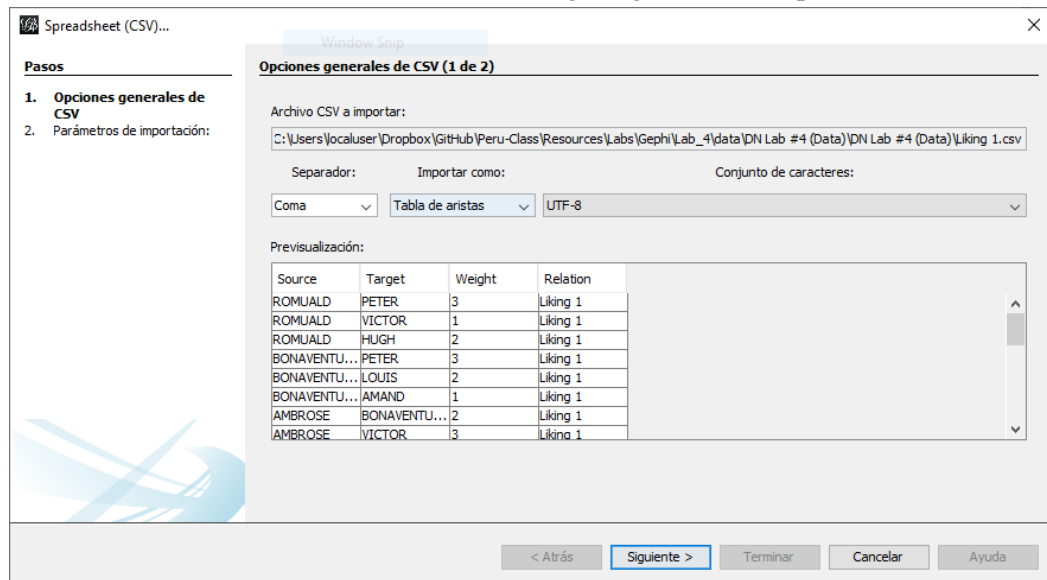 Spreadsheet (CSV)...
Window Snip
Pasos
1. Opciones generales de
CSV
2. Parámetros de importación:
Opciones generales de CSV (1 de 2)
Archivo CSV a importar:
C:\Users\localuser\Dropbox\GitHub\Peru-Class\Resources\Labs\Gephi\Lab_4\data\DN Lab #4 (Data)\DN Lab #4 (Data)\Liking 1.csv
Separador: Importar como: Conjunto de caracteres:
Coma Tabla de aristas UTF-8
Previsualización:
Source Target Weight Relation
ROMUALD PETER 3 Liking 1
ROMUALD VICTOR 1 Liking 1
ROMUALD HUGH 2 Liking 1
BONAVENTU... PETER 3 Liking 1
BONAVENTU... LOUIS 2 Liking 1
BONAVENTU... AMAND 1 Liking 1
AMBROSE BONAVENTU... 2 Liking 1
AMBROSE VICTOR 3 Liking 1
< Atrás Siguiente > Terminar Cancelar Ayuda